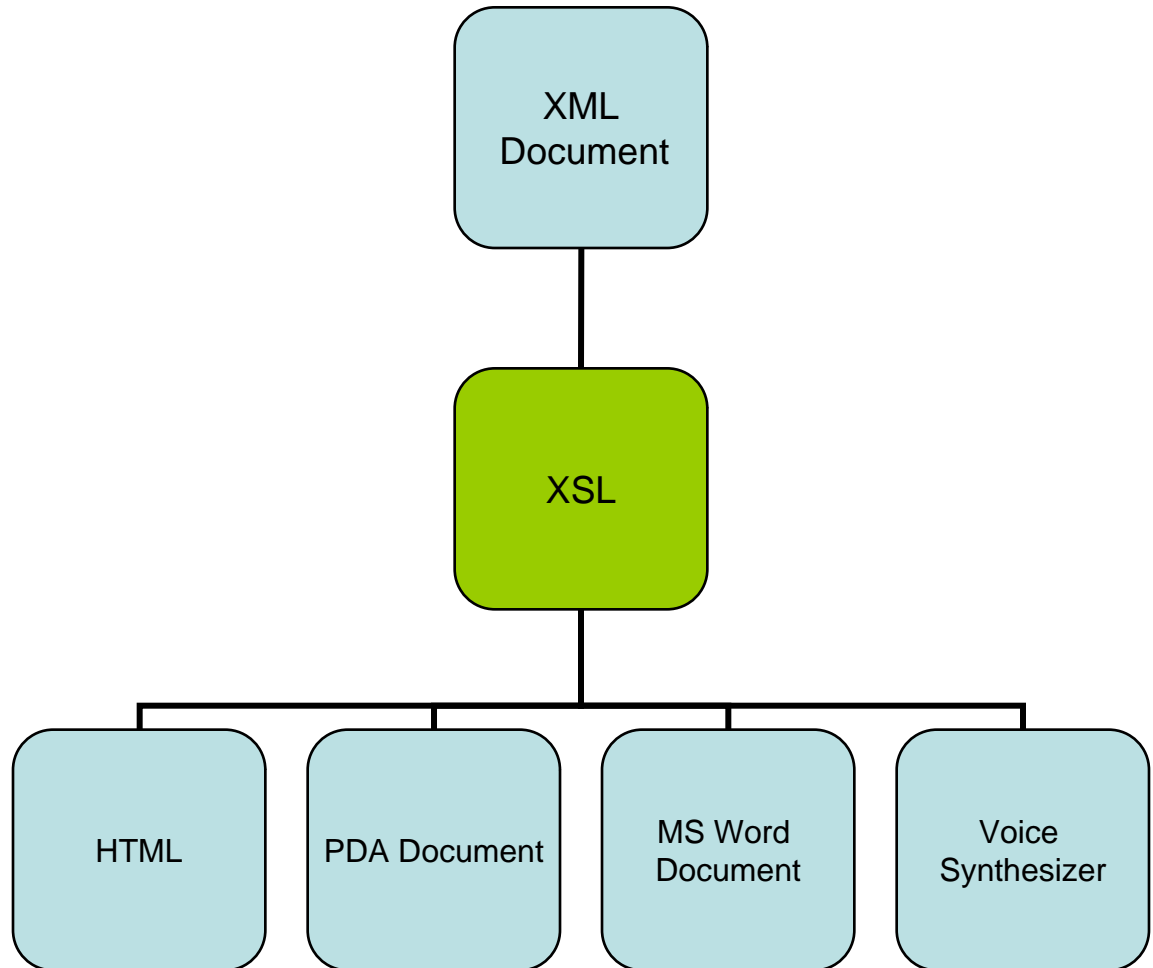 XML
Document
XSL
HTML
PDA Document
MS Word
Document
Voice
Synthesizer